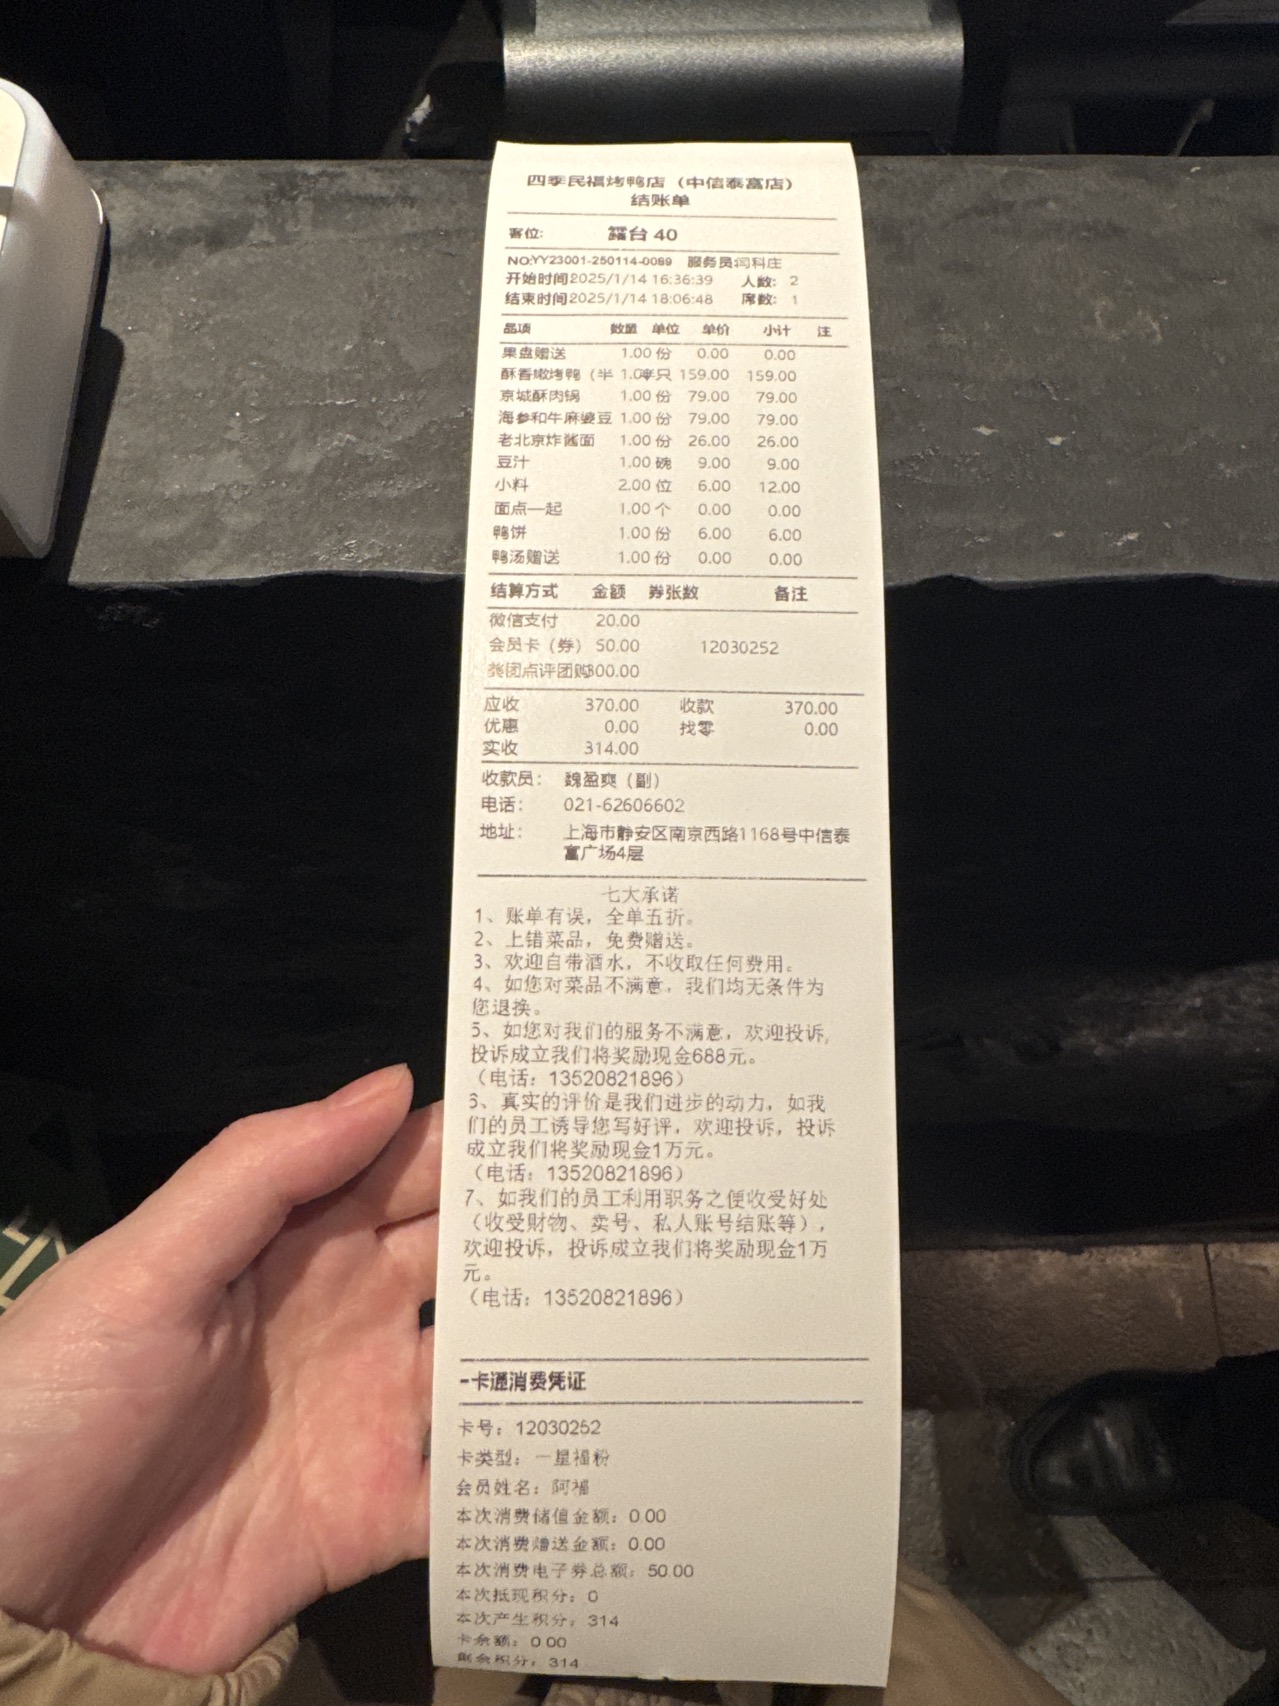 四季民福烤鸭店（中信泰富店）
结账单
客位： 露台 40
NO:YY23001-250114-0089 服务员:闫科庄
开始时间2025/1/14 16:36:39 人数： 2
结束时间2025/1/14 18:06:48 席数： 1
品项 数量 单位 单价 小计 注
果盘赠送 1.00 份 0.00 0.00
酥香嫩烤鸭（半 1.0半只 159.00 159.00
京城酥肉锅 1.00 份 79.00 79.00
海参和牛麻婆豆 1.00 份 79.00 79.00
老北京炸酱面 1.00 份 26.00 26.00
豆汁 1.00 碗 9.00 9.00
小料 2.00 位 6.00 12.00
面点一起 1.00 个 0.00 0.00
鸭饼 1.00 份 6.00 6.00
鸭汤赠送 1.00 份 0.00 0.00
结算方式 金额 券张数 备注
微信支付 20.00
会员卡（券） 50.00 12030252
美团点评团购300.00
应收 370.00 收款 370.00
优惠 0.00 找零 0.00
实收 314.00
收款员： 魏盈爽（副）
电话： 021-62606602
地址： 上海市静安区南京西路1168号中信泰
富广场4层
七大承诺
1、账单有误，全单五折。
2、上错菜品，免费赠送。
3、欢迎自带酒水，不收取任何费用。
4、如您对菜品不满意，我们均无条件为
您退换。
5、如您对我们的服务不满意，欢迎投诉，
投诉成立我们将奖励现金688元。
（电话：13520821896）
6、真实的评价是我们进步的动力，如我
们的员工诱导您写好评，欢迎投诉，投诉
成立我们将奖励现金1万元。
（电话：13520821896）
7、如我们的员工利用职务之便收受好处
（收受财物、卖号、私人账号结账等），
欢迎投诉，投诉成立我们将奖励现金1万
元。
（电话：13520821896）
一卡通消费凭证
卡号：12030252
卡类型：一星福粉
会员姓名：阿福
本次消费储值金额：0.00
本次消费赠送金额：0.00
本次消费电子券总额：50.00
本次抵现积分：0
本次产生积分：314
卡余额：0.00
剩余积分：314